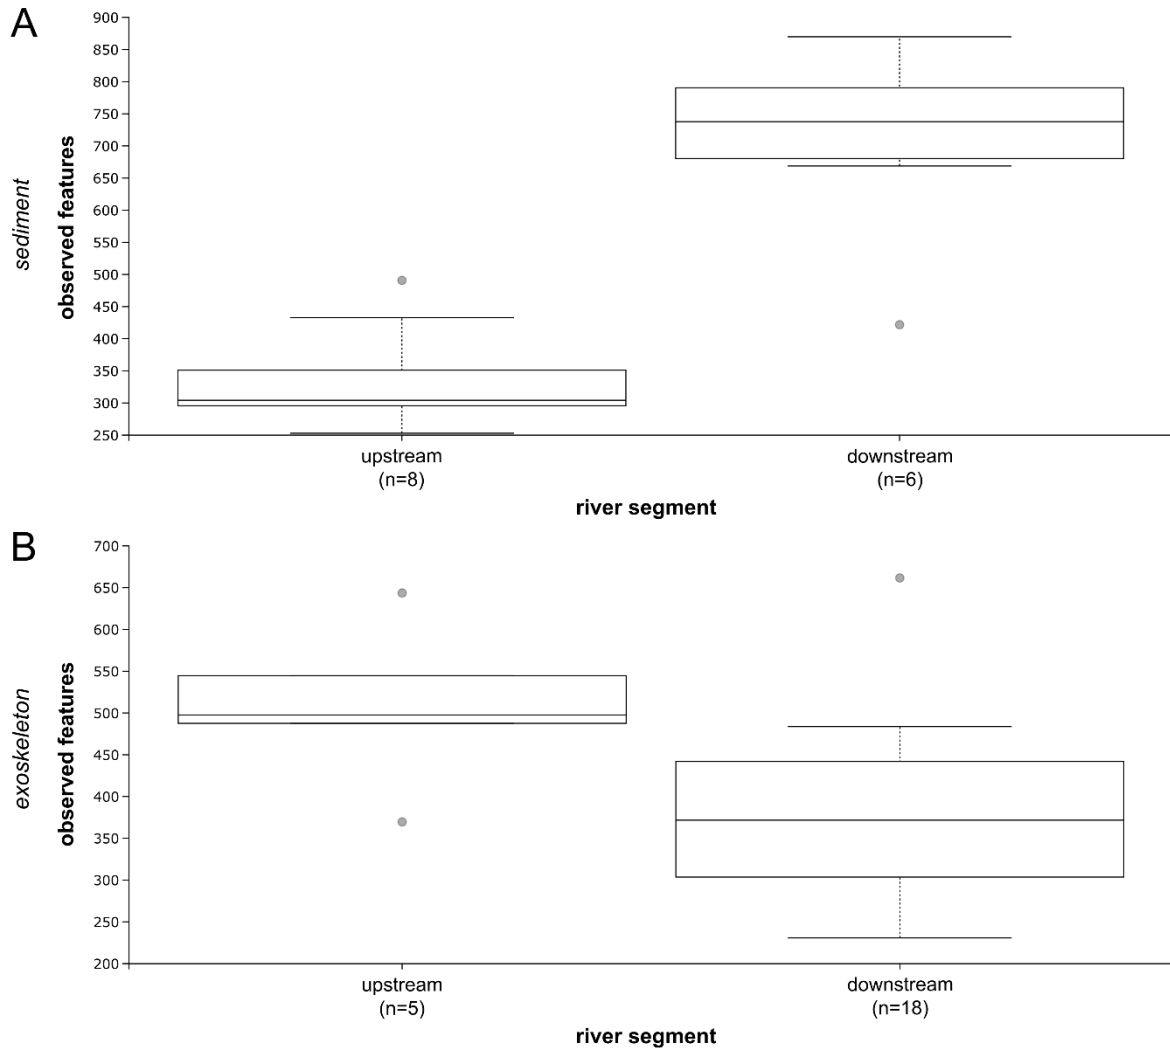 A
sediment
observed features
900
850
800
750
700
650
600
550
500
450
400
350
300
250
upstream
(n=8)
downstream
(n=6)
river segment
B
exoskeleton
observed features
700
650
600
550
500
450
400
350
300
250
200
upstream
(n=5)
downstream
(n=18)
river segment